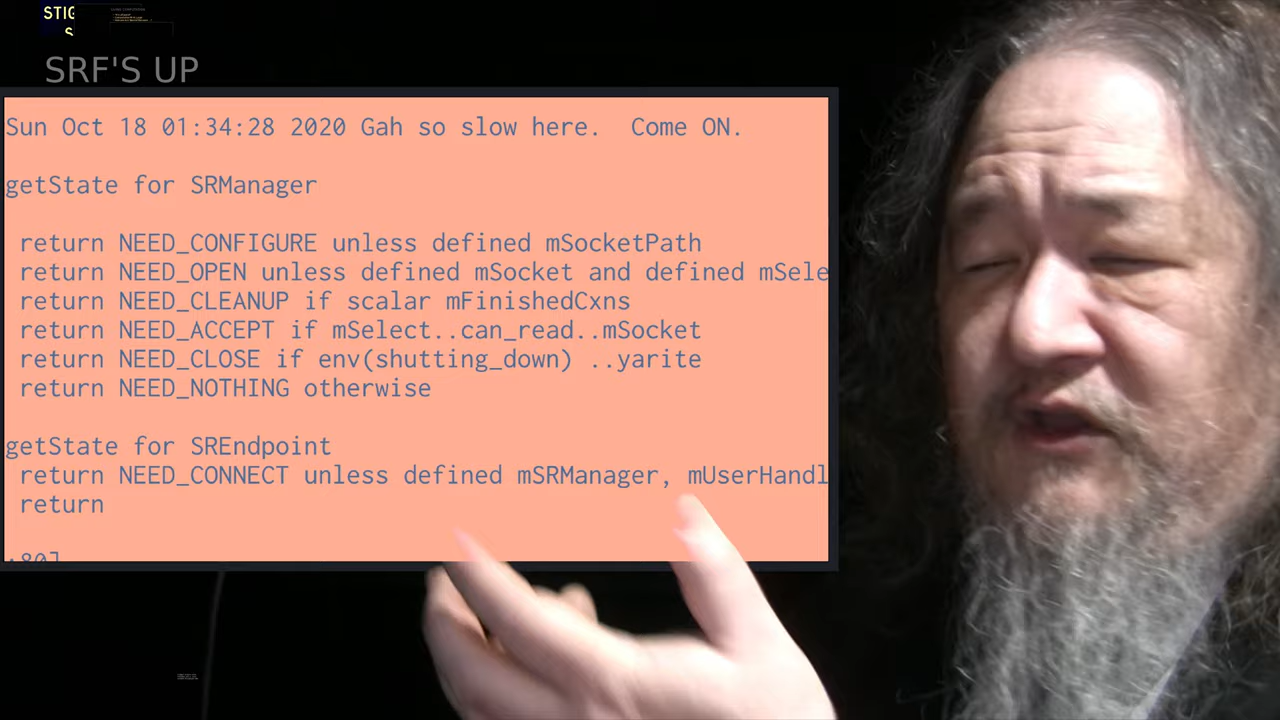 STIG
S
SRF'S UP
Sun Oct 18 01:34:28 2020 Gah so slow here.  Come ON.
getState for SRManager
return NEED_CONFIGURE unless defined mSocketPath
return NEED_OPEN unless defined mSocket and defined mSele
return NEED_CLEANUP if scalar mFinishedCxns
return NEED_ACCEPT if mSelect..can_read..mSocket
return NEED_CLOSE if env(shutting_down) ..yarite
return NEED_NOTHING otherwise
getState for SREndpoint
return NEED_CONNECT unless defined mSRManager, mUserHandl
return